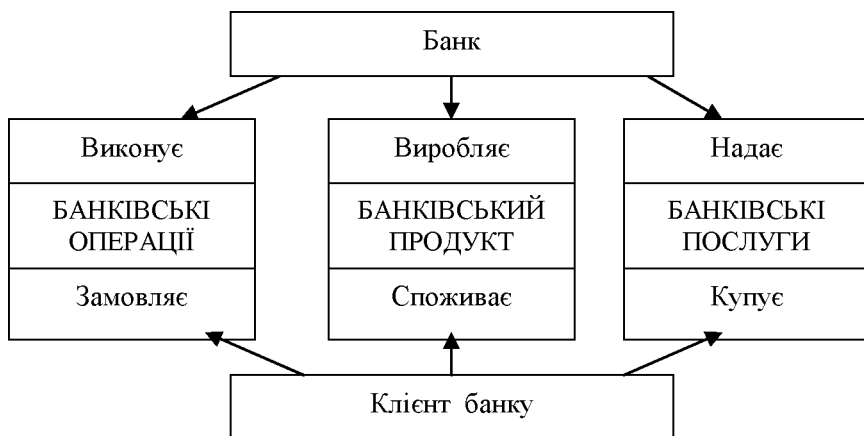 Банк
Виконує
Виробляє
Надає
БАНКІВСЬКІ
ОПЕРАЦІЇ
БАНКІВСЬКИЙ
ПРОДУКТ
БАНКІВСЬКІ
ПОСЛУГИ
Замовляє
Споживає
Купує
Клієнт банку